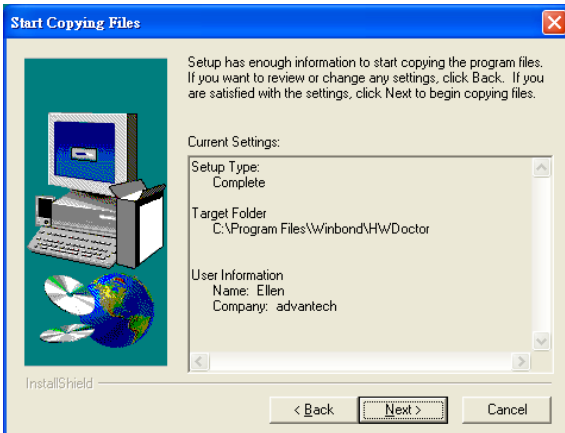 Start Copying Files
Setup has enough information to start copying the program files.
If you want to review or change any settings, click Back. If you
are satisfied with the settings, click Next to begin copying files.
Current Settings:
Setup Type:
Complete
Target Folder
C:\Program Files\Winbond\HWDoctor
User Information
Name: Ellen
Company: advantech
InstallShield
< Back
Next >
Cancel